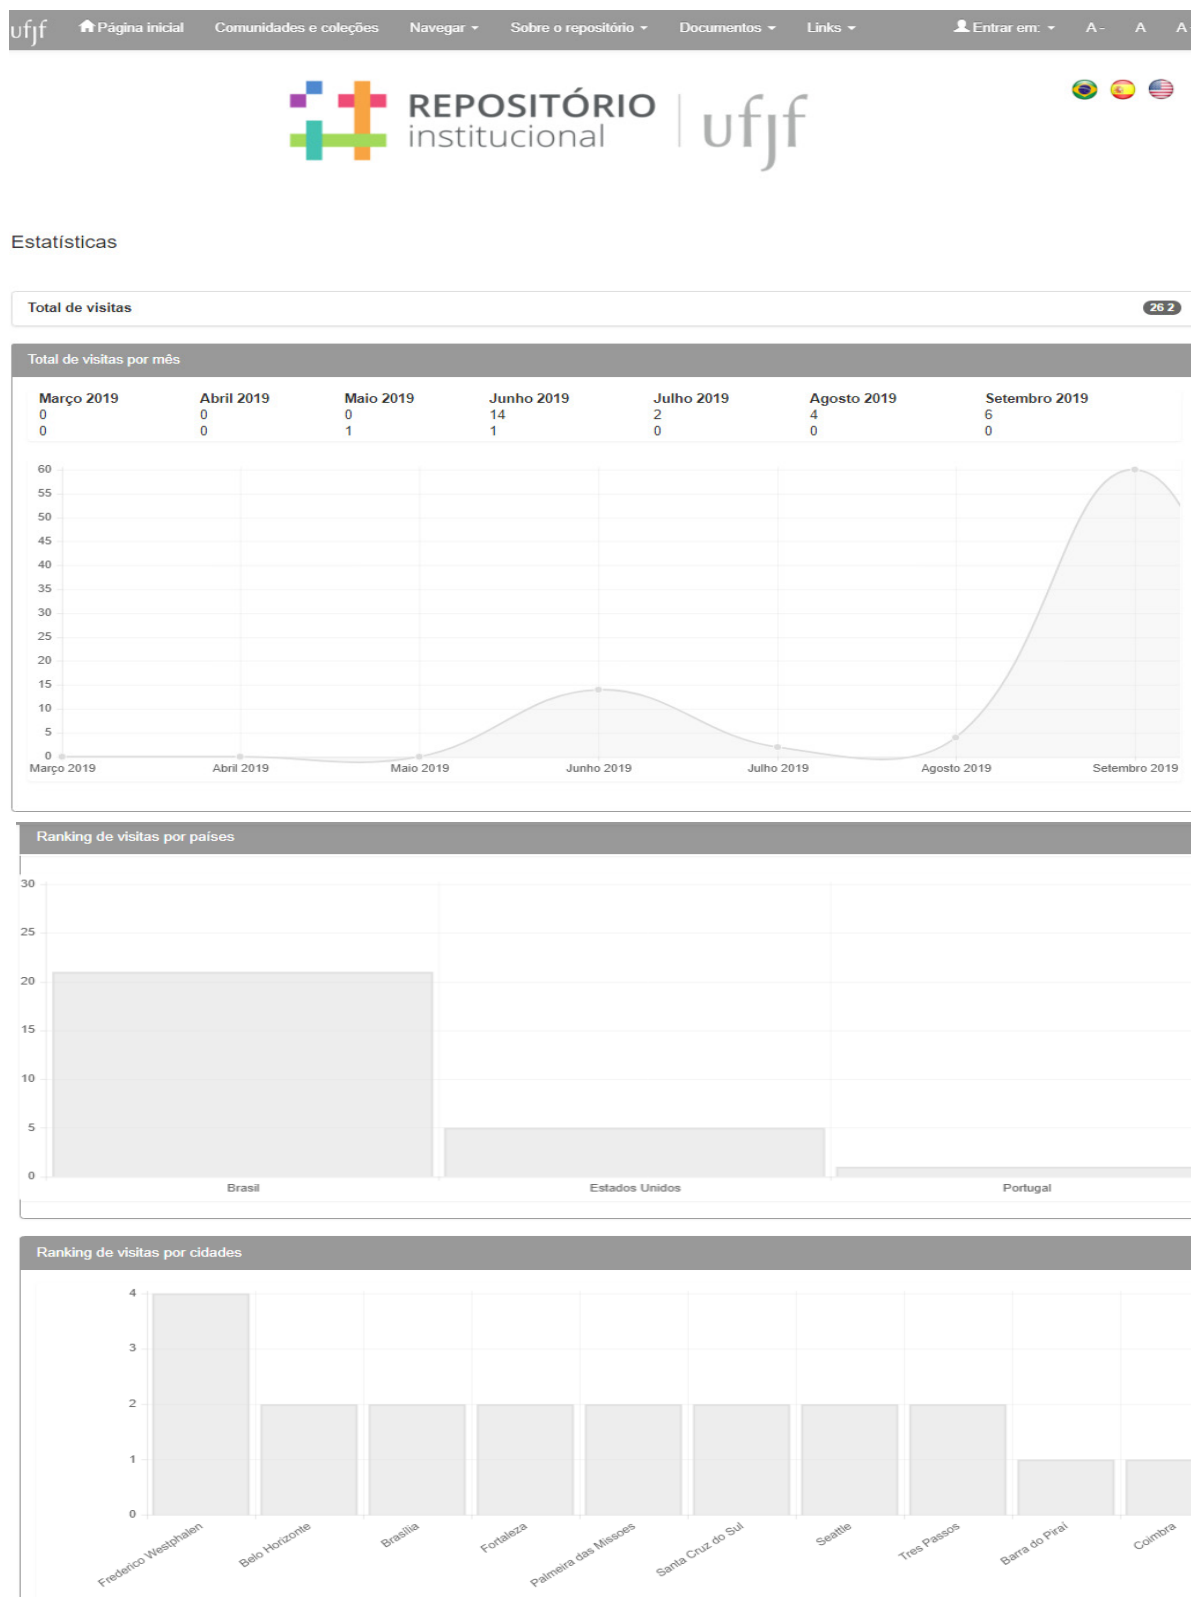 ufjf Página inicial Comunidades e coleções Navegar Sobre o repositório Documentos Links Entrar em: A- A A
REPOSITÓRIO
institucional
ufjf
Estatísticas
Total de visitas 26 2
Total de visitas por mês
Março 2019 Abril 2019 Maio 2019 Junho 2019 Julho 2019 Agosto 2019 Setembro 2019
0 0 0 14 2 4 6
0 0 1 1 0 0 0
60
55
50
45
40
35
30
25
20
15
10
5
0
Março 2019 Abril 2019 Maio 2019 Junho 2019 Julho 2019 Agosto 2019 Setembro 2019
Ranking de visitas por países
30
25
20
15
10
5
0
Brasil Estados Unidos Portugal
Ranking de visitas por cidades
4
3
2
1
0
Frederico Westphalen Belo Horizonte Brasília Fortaleza Palmeira das Missoes Santa Cruz do Sul Seattle Tres Passos Barra do Piraí Coimbra